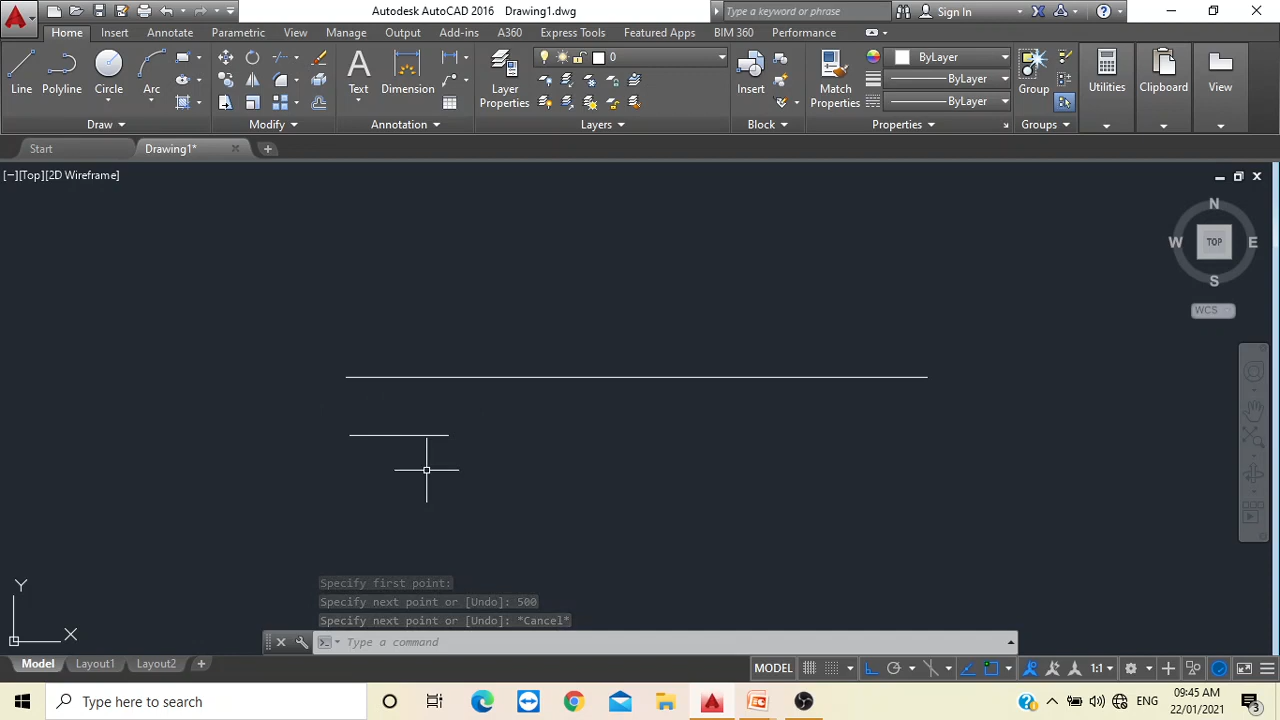 Autodesk AutoCAD 2016 Drawing1.dwg
Type a keyword or phrase
Sign In
Home Insert Annotate Parametric View Manage Output Add-ins A360 Express Tools Featured Apps BIM 360 Performance
0
ByLayer
ByLayer
ByLayer
Line Polyline Circle Arc
Text Dimension
Layer Properties
Insert
Match Properties
Group
Utilities
Clipboard
View
Draw Modify Annotation Layers Block Properties Groups
Start Drawing1*
[−][Top][2D Wireframe]
N
W TOP E
S
WCS
Y
X
Specify first point:
Specify next point or [Undo]: 500
Specify next point or [Undo]: *Cancel*
Type a command
Model Layout1 Layout2
MODEL
1:1
Type here to search
ENG
09:45 AM
22/01/2021
3